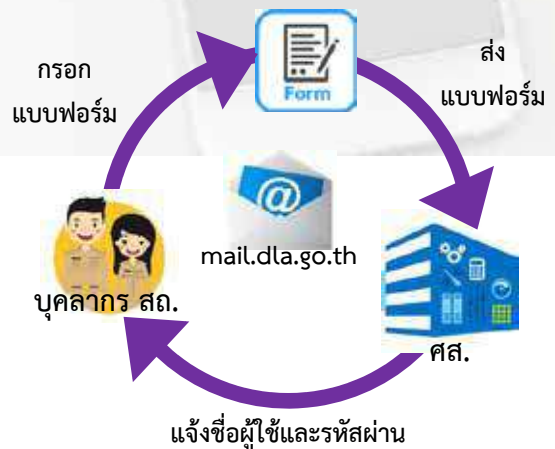 กรอก
แบบฟอร์ม
Form
ส่ง
แบบฟอร์ม
@
mail.dla.go.th
บุคลากร สถ.
ศส.
แจ้งชื่อผู้ใช้และรหัสผ่าน